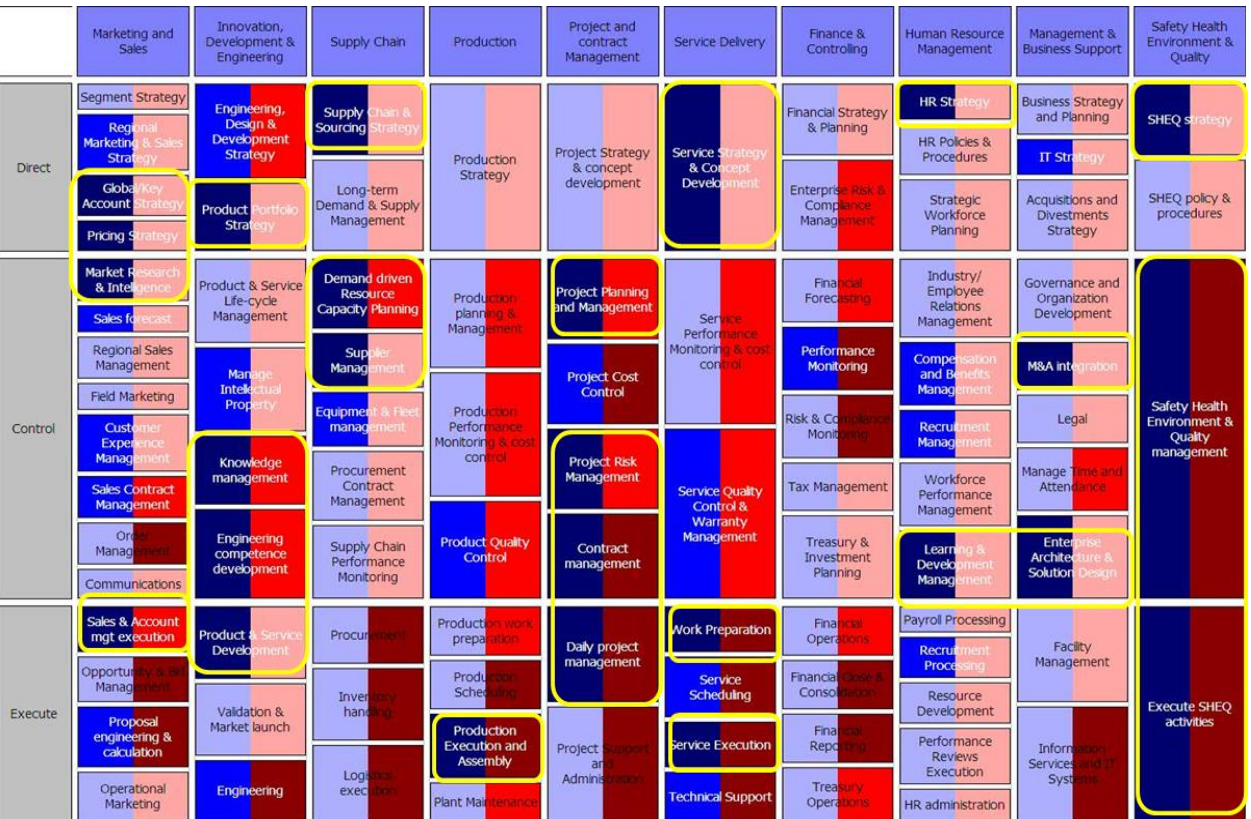 Marketing and
Sales
Innovation,
Development &
Engineering
Supply Chain
Production
Project and
contract
Management
Service Delivery
Finance &
Controlling
Human Resource
Management
Management &
Business Support
Safety Health
Environment &
Quality
Direct
Segment Strategy
Regional
Marketing & Sales
Strategy
Global/Key
Account Strategy
Pricing Strategy
Engineering,
Design &
Development
Strategy
Product Portfolio
Strategy
Supply Chain &
Sourcing Strategy
Long-term
Demand & Supply
Management
Production
Strategy
Project Strategy
& concept
development
Service Strategy
& Concept
Development
Financial Strategy
& Planning
Enterprise Risk &
Compliance
Management
HR Strategy
HR Policies &
Procedures
Strategic
Workforce
Planning
Business Strategy
and Planning
IT Strategy
Acquisitions and
Divestments
Strategy
SHEQ strategy
SHEQ policy &
procedures
Control
Market Research
& Intelligence
Sales forecast
Regional Sales
Management
Field Marketing
Customer
Experience
Management
Sales Contract
Management
Order
Management
Communications
Product & Service
Life-cycle
Management
Manage
Intellectual
Property
Knowledge
management
Engineering
competence
development
Demand driven
Resource
Capacity Planning
Supplier
Management
Equipment & Fleet
management
Procurement
Contract
Management
Supply Chain
Performance
Monitoring
Production
planning &
Management
Production
Performance
Monitoring & cost
control
Product Quality
Control
Project Planning
and Management
Project Cost
Control
Project Risk
Management
Contract
management
Service
Performance
Monitoring & cost
control
Service Quality
Control &
Warranty
Management
Financial
Forecasting
Performance
Monitoring
Risk & Compliance
Monitoring
Tax Management
Treasury &
Investment
Planning
Industry/
Employee
Relations
Management
Compensation
and Benefits
Management
Recruitment
Management
Workforce
Performance
Management
Learning &
Development
Management
Governance and
Organization
Development
M&A integration
Legal
Manage Time and
Attendance
Enterprise
Architecture &
Solution Design
Safety Health
Environment &
Quality
management
Execute
Sales & Account
mgt execution
Opportunity & Bid
Management
Proposal
engineering &
calculation
Operational
Marketing
Product & Service
Development
Validation &
Market launch
Engineering
Procurement
Inventory
handling
Logistics
execution
Production work
preparation
Production
Scheduling
Production
Execution and
Assembly
Plant Maintenance
Daily project
management
Project Support
and
Administration
Work Preparation
Service
Scheduling
Service Execution
Technical Support
Financial
Operations
Financial Close &
Consolidation
Financial
Reporting
Treasury
Operations
Payroll Processing
Recruitment
Processing
Resource
Development
Performance
Reviews
Execution
HR administration
Facility
Management
Information
Services and IT
Systems
Execute SHEQ
activities